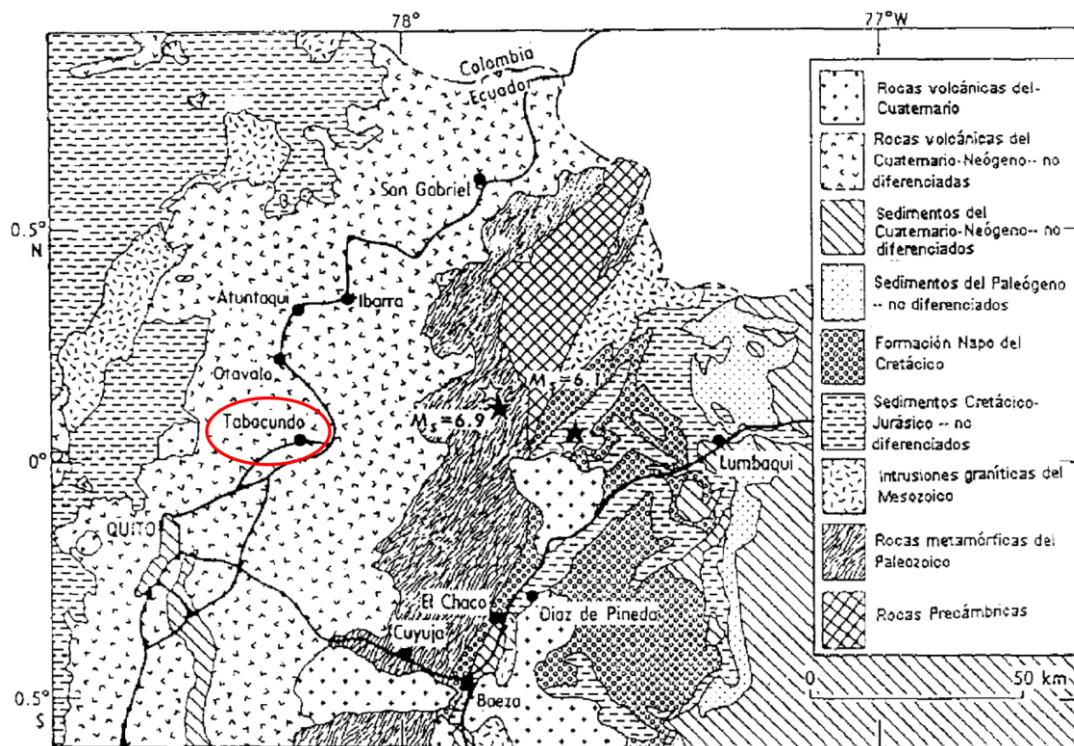 78°
77°W
Colombia
Ecuador
San Gabriel
0.5°
N
Atuntaqui
Ibarra
Otavalo
Tabacundo
0°
QUITO
Ms=6.9
Ms=6.1
Lumbaqui
El Chaco
Díaz de Pineda
Cuyuja
Baeza
0.5°
S
Rocas volcánicas del-
Cuaternario
Rocas volcánicas del
Cuaternario-Neógeno-- no
diferenciadas
Sedimentos del
Cuaternario-Neógeno-- no
diferenciados
Sedimentos del Paleógeno
-- no diferenciados
Formación Napo del
Cretácico
Sedimentos Cretácico-
Jurásico -- no
diferenciados
Intrusiones graníticas del
Mesozoico
Rocas metamórficas del
Paleozoico
Rocas Precámbricas
0
50 km